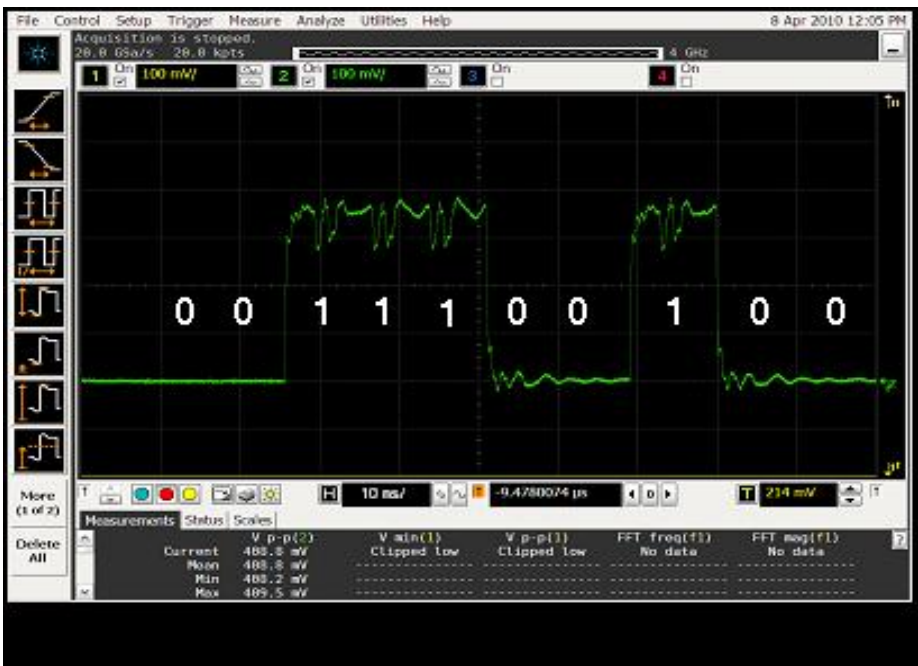 File Control Setup Trigger Measure Analyze Utilities Help 8 Apr 2010 12:05 PM
Acquisition is stopped.
20.0 GSa/s 20.0 kpts 4 GHz
1 On 100 mV/ 2 On 100 mV/ 3 On 4 On
0 0 1 1 1 0 0 1 0 0
More
(1 of 2)
Delete
All
H 10 ns/ -9.4780074 µs 0 T 214 mV
Measurements Status Scales
V p-p(2) V min(1) V p-p(1) FFT freq(f1) FFT mag(f1) ?
Current 408.8 mV Clipped low Clipped low No data No data
Mean 408.8 mV
Min 408.2 mV
Max 409.5 mV